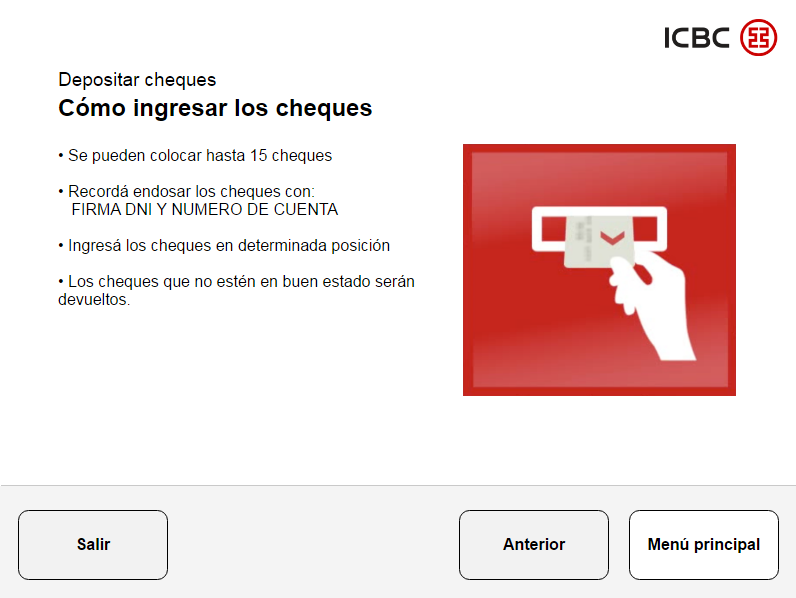 ICBC
Depositar cheques
Cómo ingresar los cheques
• Se pueden colocar hasta 15 cheques
• Recordá endosar los cheques con:
FIRMA DNI Y NUMERO DE CUENTA
• Ingresá los cheques en determinada posición
• Los cheques que no estén en buen estado serán
devueltos.
Salir
Anterior
Menú principal